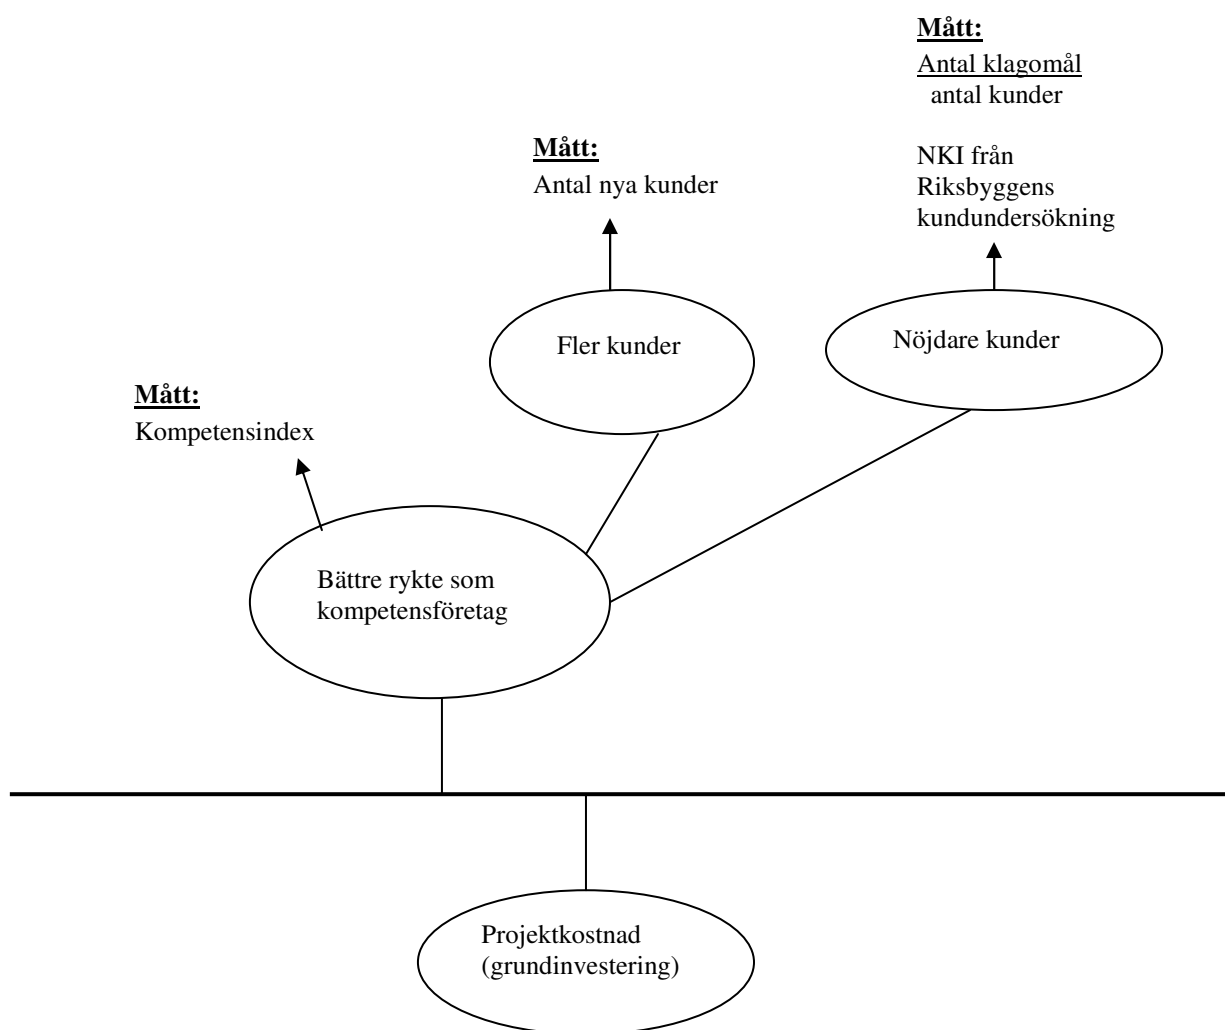 Mått:
Antal klagomål
antal kunder
NKI från
Riksbyggens
kundundersökning
Mått:
Antal nya kunder
Fler kunder
Nöjdare kunder
Mått:
Kompetensindex
Bättre rykte som
kompetensföretag
Projektkostnad
(grundinvestering)